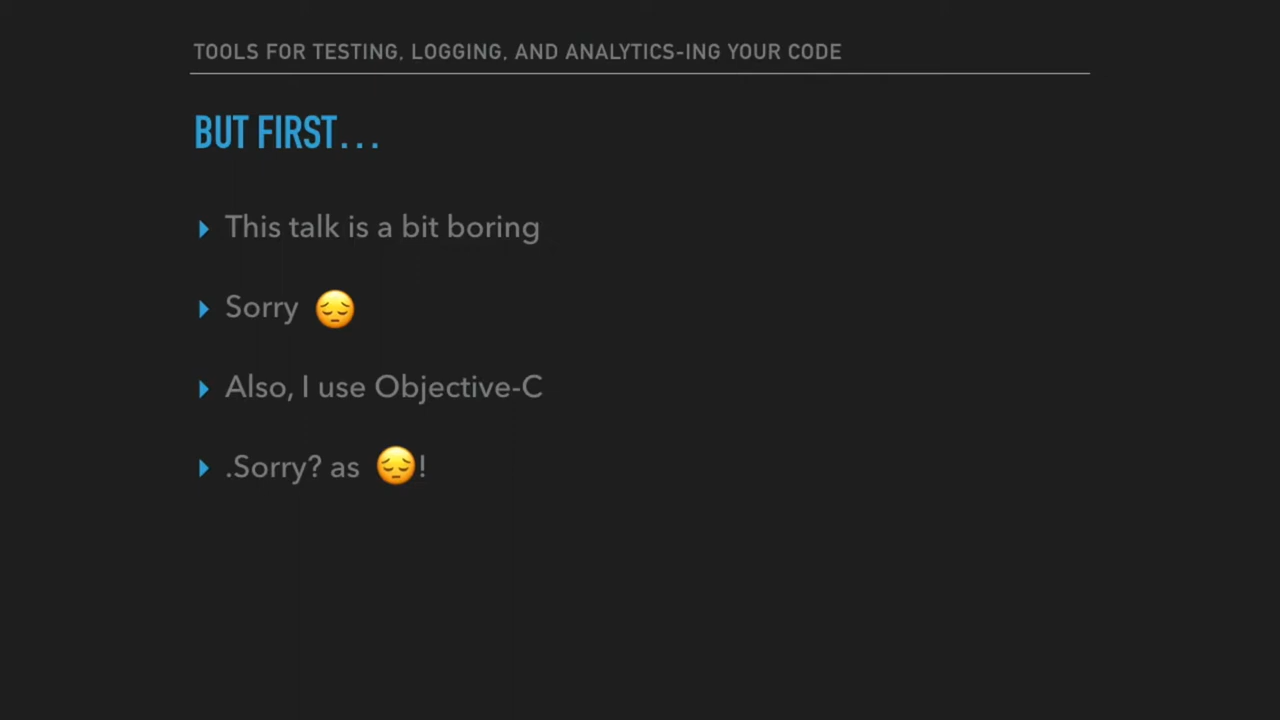 TOOLS FOR TESTING, LOGGING, AND ANALYTICS-ING YOUR CODE
BUT FIRST...
This talk is a bit boring
Sorry 😔
Also, I use Objective-C
.Sorry? as 😔!